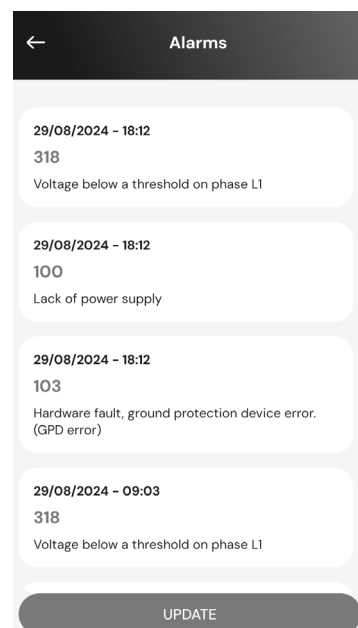 Alarms
29/08/2024 - 18:12
318
Voltage below a threshold on phase L1
29/08/2024 - 18:12
100
Lack of power supply
29/08/2024 - 18:12
103
Hardware fault, ground protection device error.
(GPD error)
29/08/2024 - 09:03
318
Voltage below a threshold on phase L1
UPDATE